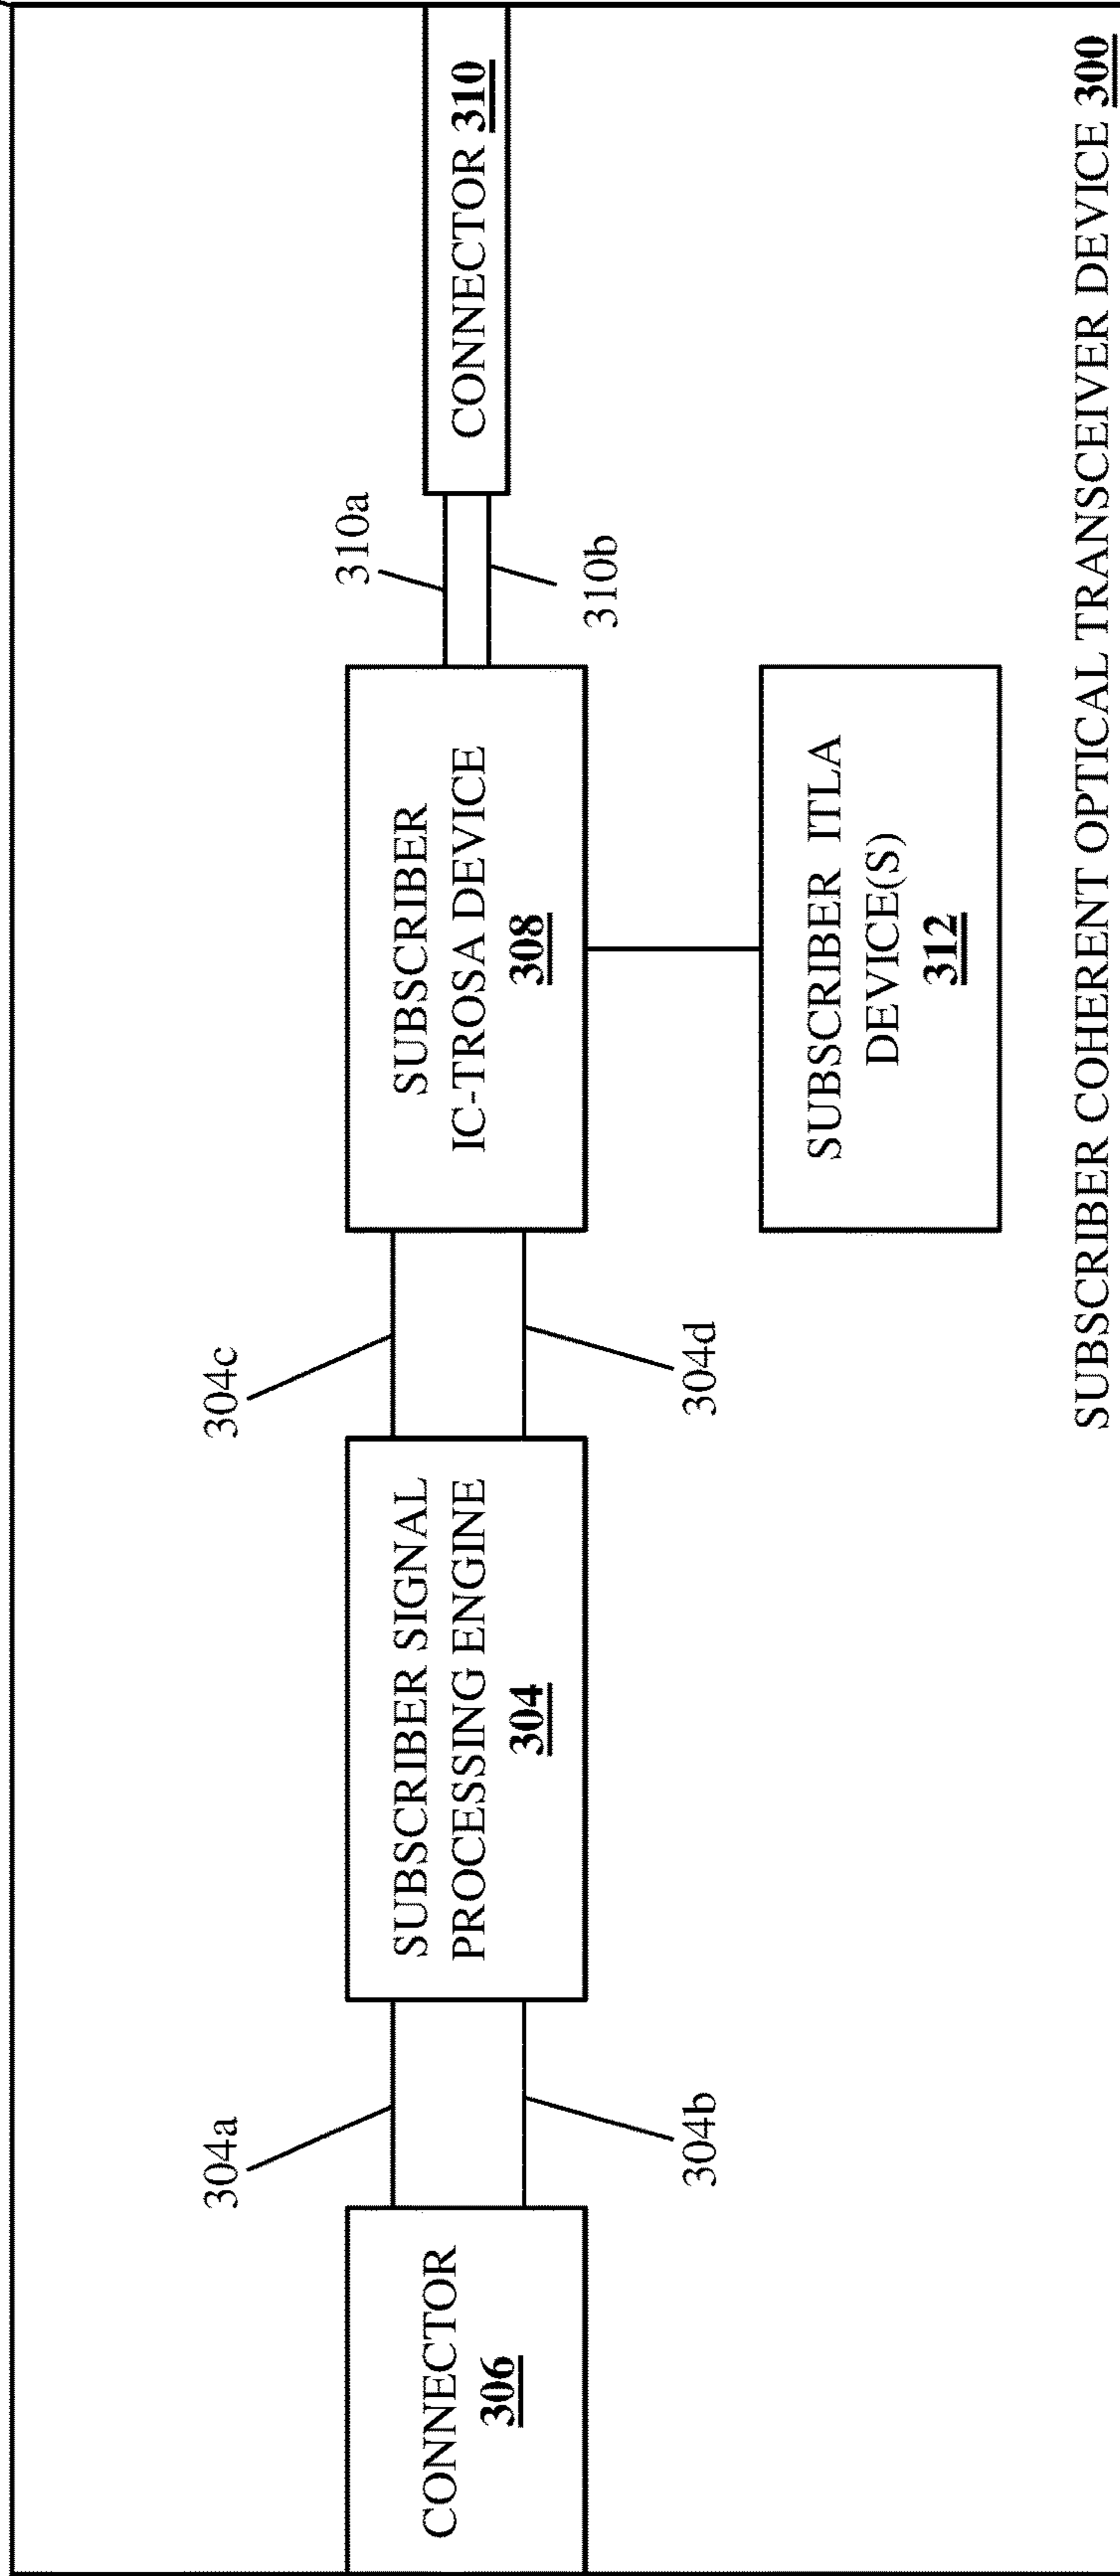 304a
304c
310a
CONNECTOR
306
SUBSCRIBER SIGNAL
PROCESSING ENGINE
304
SUBSCRIBER
IC-TROSA DEVICE
308
CONNECTOR 310
304b
304d
310b
SUBSCRIBER ITLA
DEVICE(S)
312
SUBSCRIBER COHERENT OPTICAL TRANSCEIVER DEVICE 300